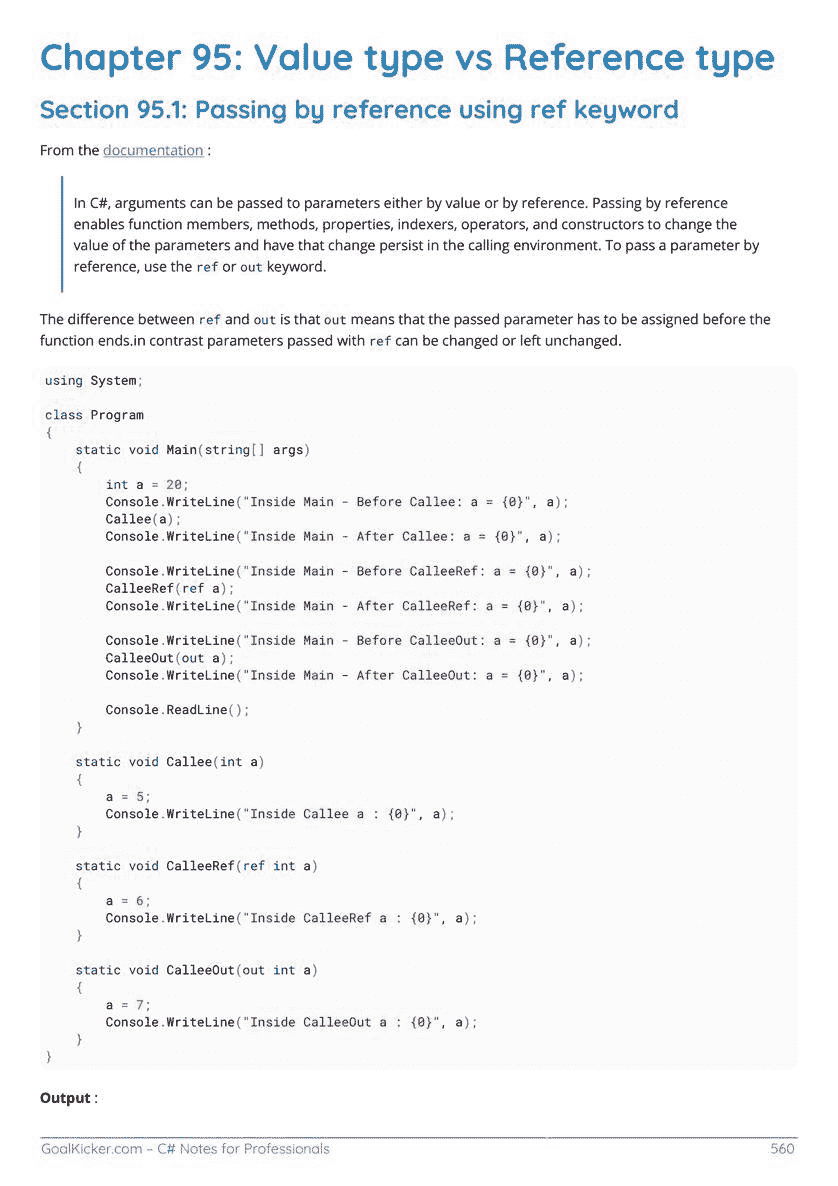 Chapter 95: Value type vs Reference type
Section 95.1: Passing by reference using ref keyword
From the documentation :
In C#, arguments can be passed to parameters either by value or by reference. Passing by reference
enables function members, methods, properties, indexers, operators, and constructors to change the
value of the parameters and have that change persist in the calling environment. To pass a parameter by
reference, use the ref or out keyword.
The difference between ref and out is that out means that the passed parameter has to be assigned before the
function ends.in contrast parameters passed with ref can be changed or left unchanged.
using System;

class Program
{
    static void Main(string[] args)
    {
        int a = 20;
        Console.WriteLine("Inside Main - Before Callee: a = {0}", a);
        Callee(a);
        Console.WriteLine("Inside Main - After Callee: a = {0}", a);

        Console.WriteLine("Inside Main - Before CalleeRef: a = {0}", a);
        CalleeRef(ref a);
        Console.WriteLine("Inside Main - After CalleeRef: a = {0}", a);

        Console.WriteLine("Inside Main - Before CalleeOut: a = {0}", a);
        CalleeOut(out a);
        Console.WriteLine("Inside Main - After CalleeOut: a = {0}", a);

        Console.ReadLine();
    }

    static void Callee(int a)
    {
        a = 5;
        Console.WriteLine("Inside Callee a : {0}", a);
    }

    static void CalleeRef(ref int a)
    {
        a = 6;
        Console.WriteLine("Inside CalleeRef a : {0}", a);
    }

    static void CalleeOut(out int a)
    {
        a = 7;
        Console.WriteLine("Inside CalleeOut a : {0}", a);
    }
}
Output :
GoalKicker.com – C# Notes for Professionals 560